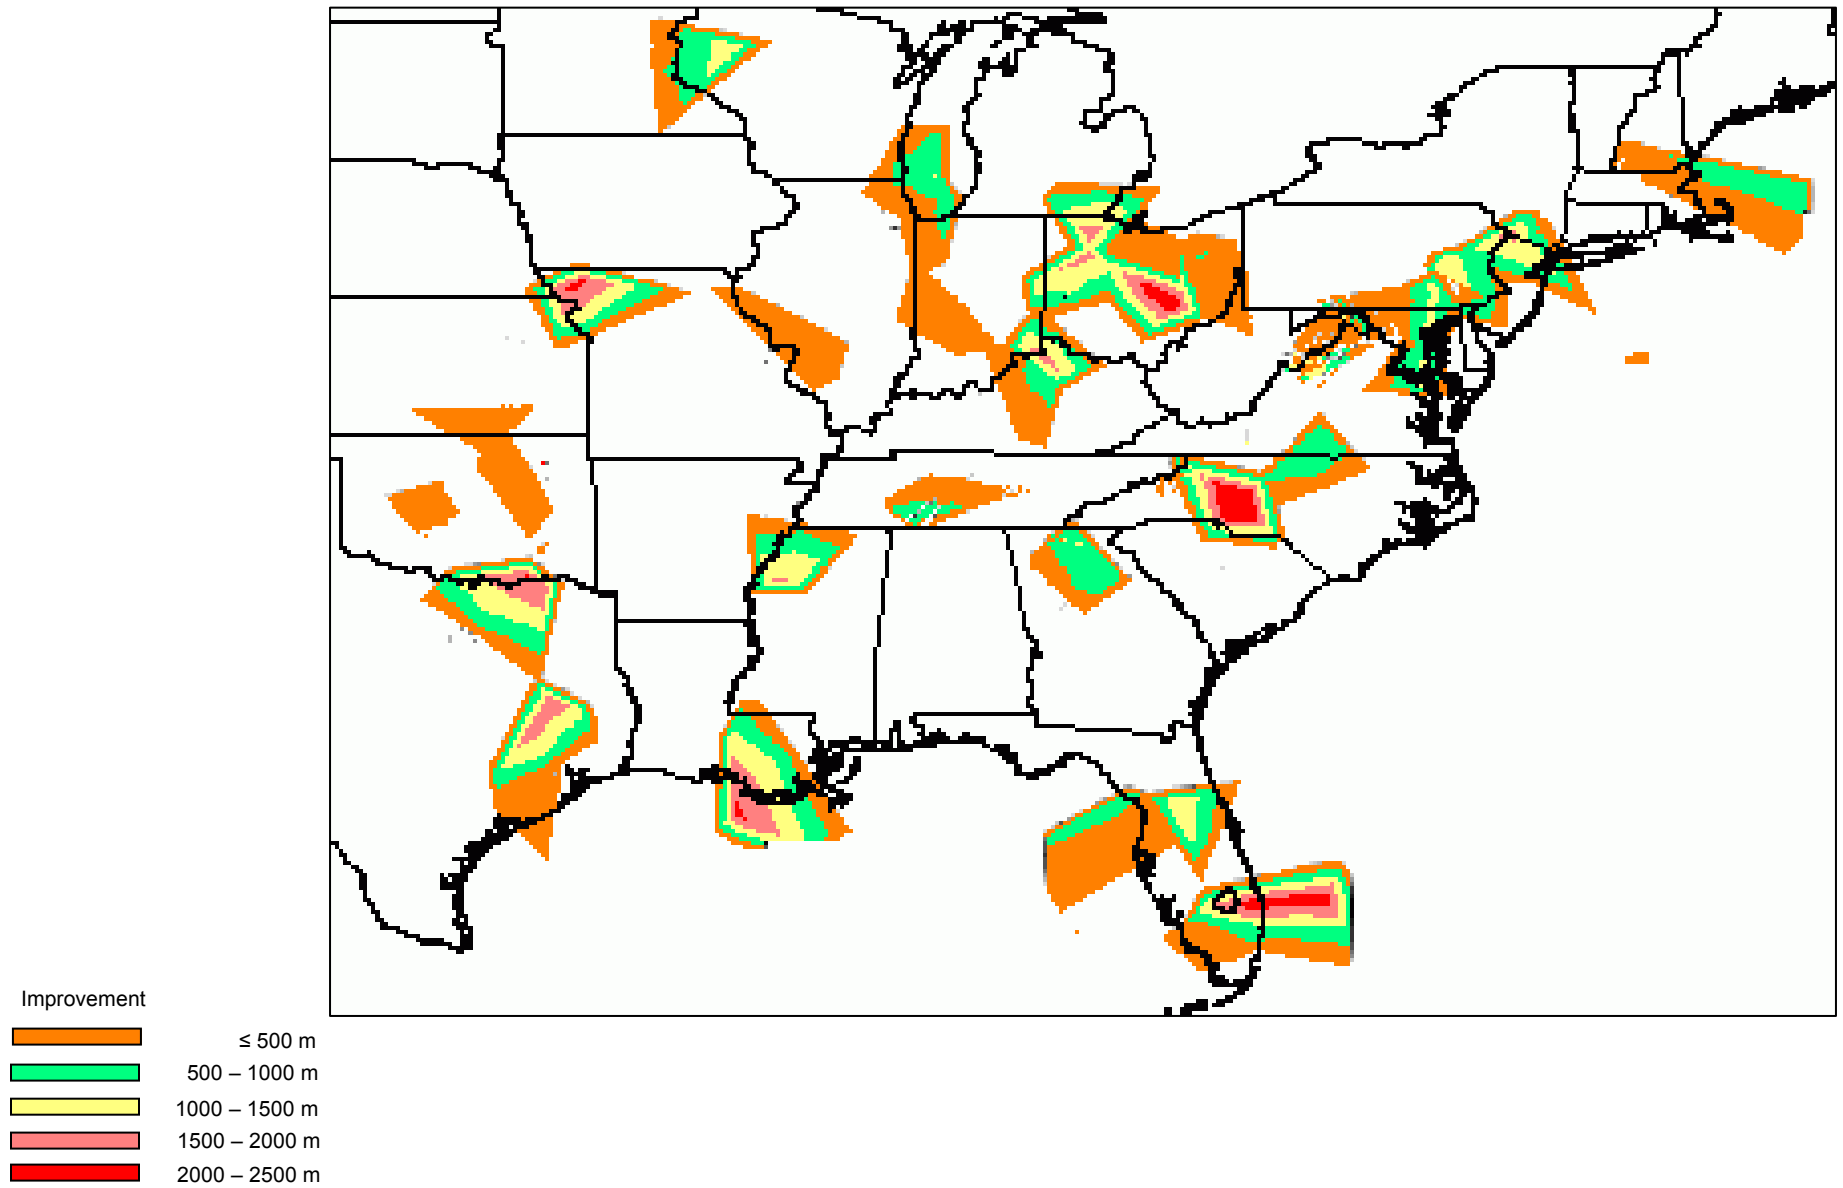 Improvement
≤ 500 m
500 – 1000 m
1000 – 1500 m
1500 – 2000 m
2000 – 2500 m